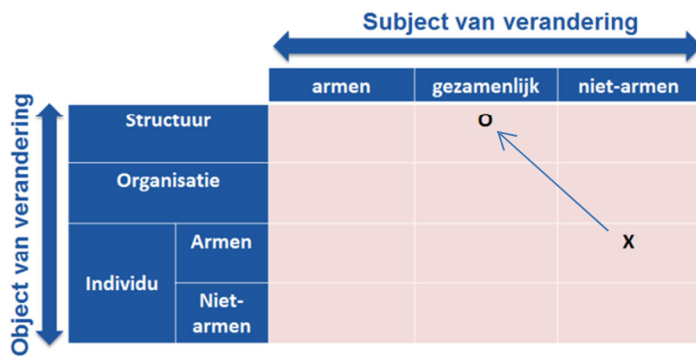 Subject van verandering
armen gezamenlijk niet-armen
Object van verandering
Structuur O
Organisatie
Individu Armen X
Niet-
armen